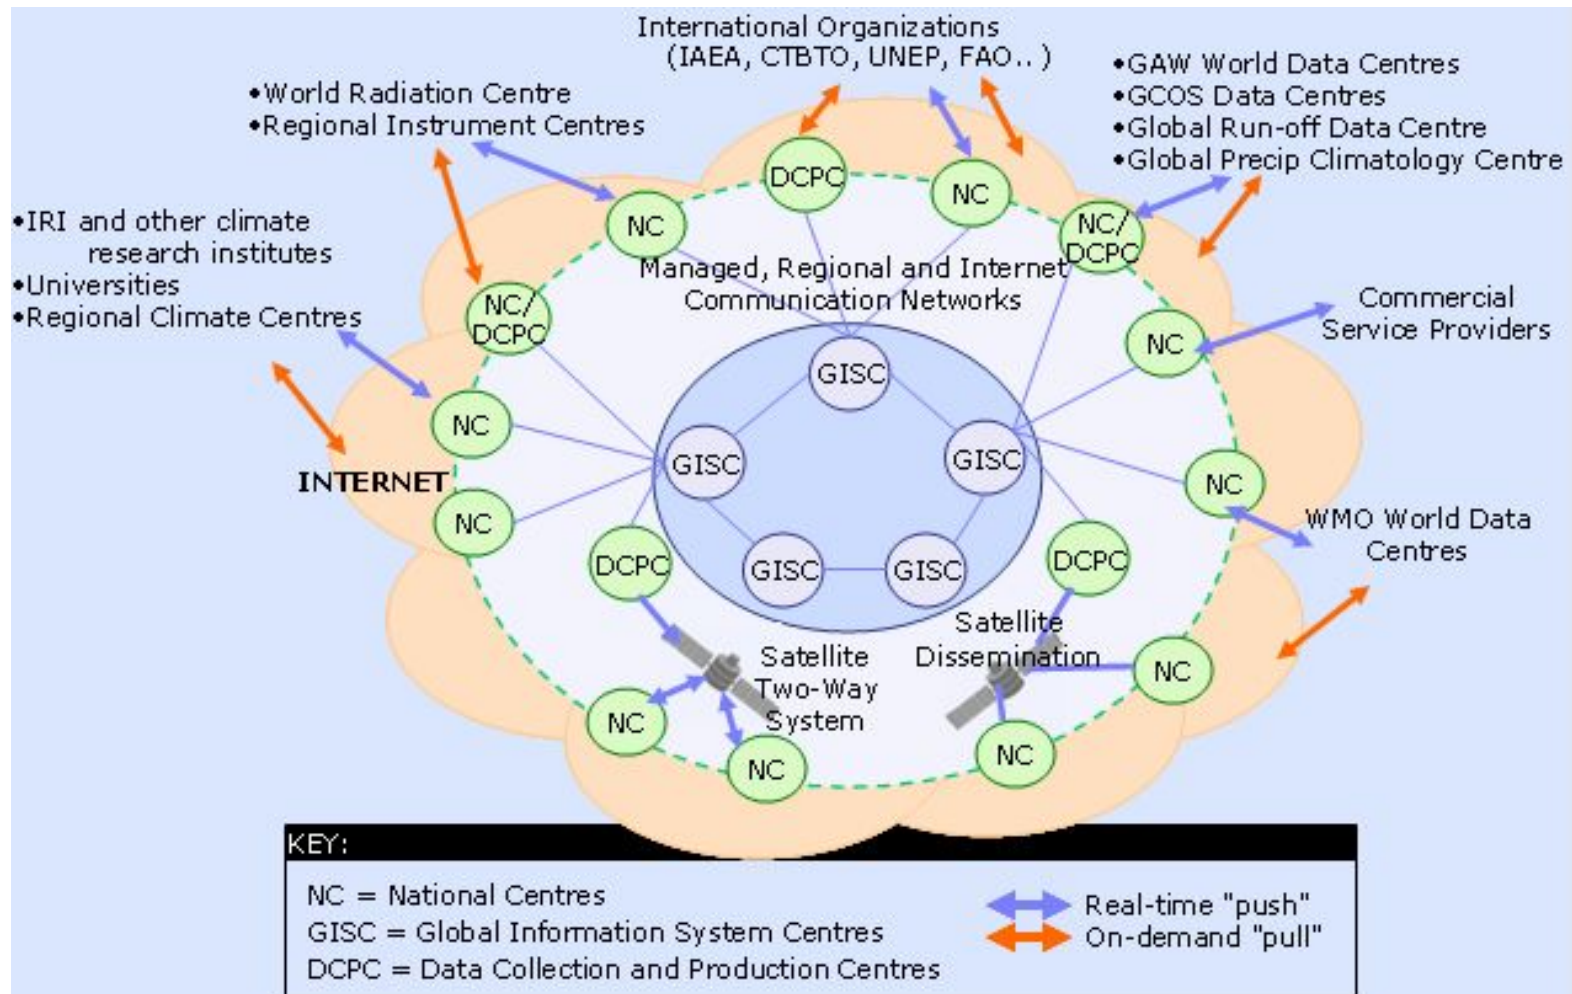 International Organizations
(IAEA, CTBTO, UNEP, FAO.. )
•World Radiation Centre
•Regional Instrument Centres
•GAW World Data Centres
•GCOS Data Centres
•Global Run-off Data Centre
•Global Precip Climatology Centre
•IRI and other climate
research institutes
•Universities
•Regional Climate Centres
DCPC
NC
NC
NC/
DCPC
Managed, Regional and Internet
Communication Networks
NC/
DCPC
Commercial
Service Providers
NC
GISC
NC
GISC
GISC
INTERNET
NC
NC
WMO World Data
Centres
DCPC
GISC
GISC
DCPC
Satellite
Two-Way
System
Satellite
Dissemination
NC
NC
NC
NC
KEY:
NC = National Centres
GISC = Global Information System Centres
DCPC = Data Collection and Production Centres
Real-time "push"
On-demand "pull"